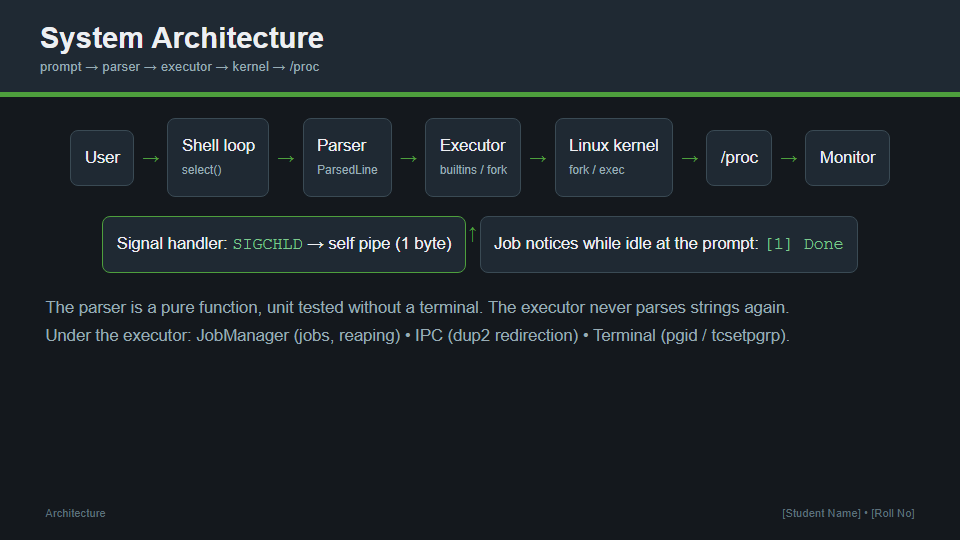 System Architecture
prompt → parser → executor → kernel → /proc
User → Shell loop → Parser → Executor → Linux kernel → /proc → Monitor
select() ParsedLine builtins / fork fork / exec
Signal handler: SIGCHLD → self pipe (1 byte) ↑ Job notices while idle at the prompt: [1] Done
The parser is a pure function, unit tested without a terminal. The executor never parses strings again.
Under the executor: JobManager (jobs, reaping) • IPC (dup2 redirection) • Terminal (pgid / tcsetpgrp).
Architecture [Student Name] • [Roll No]